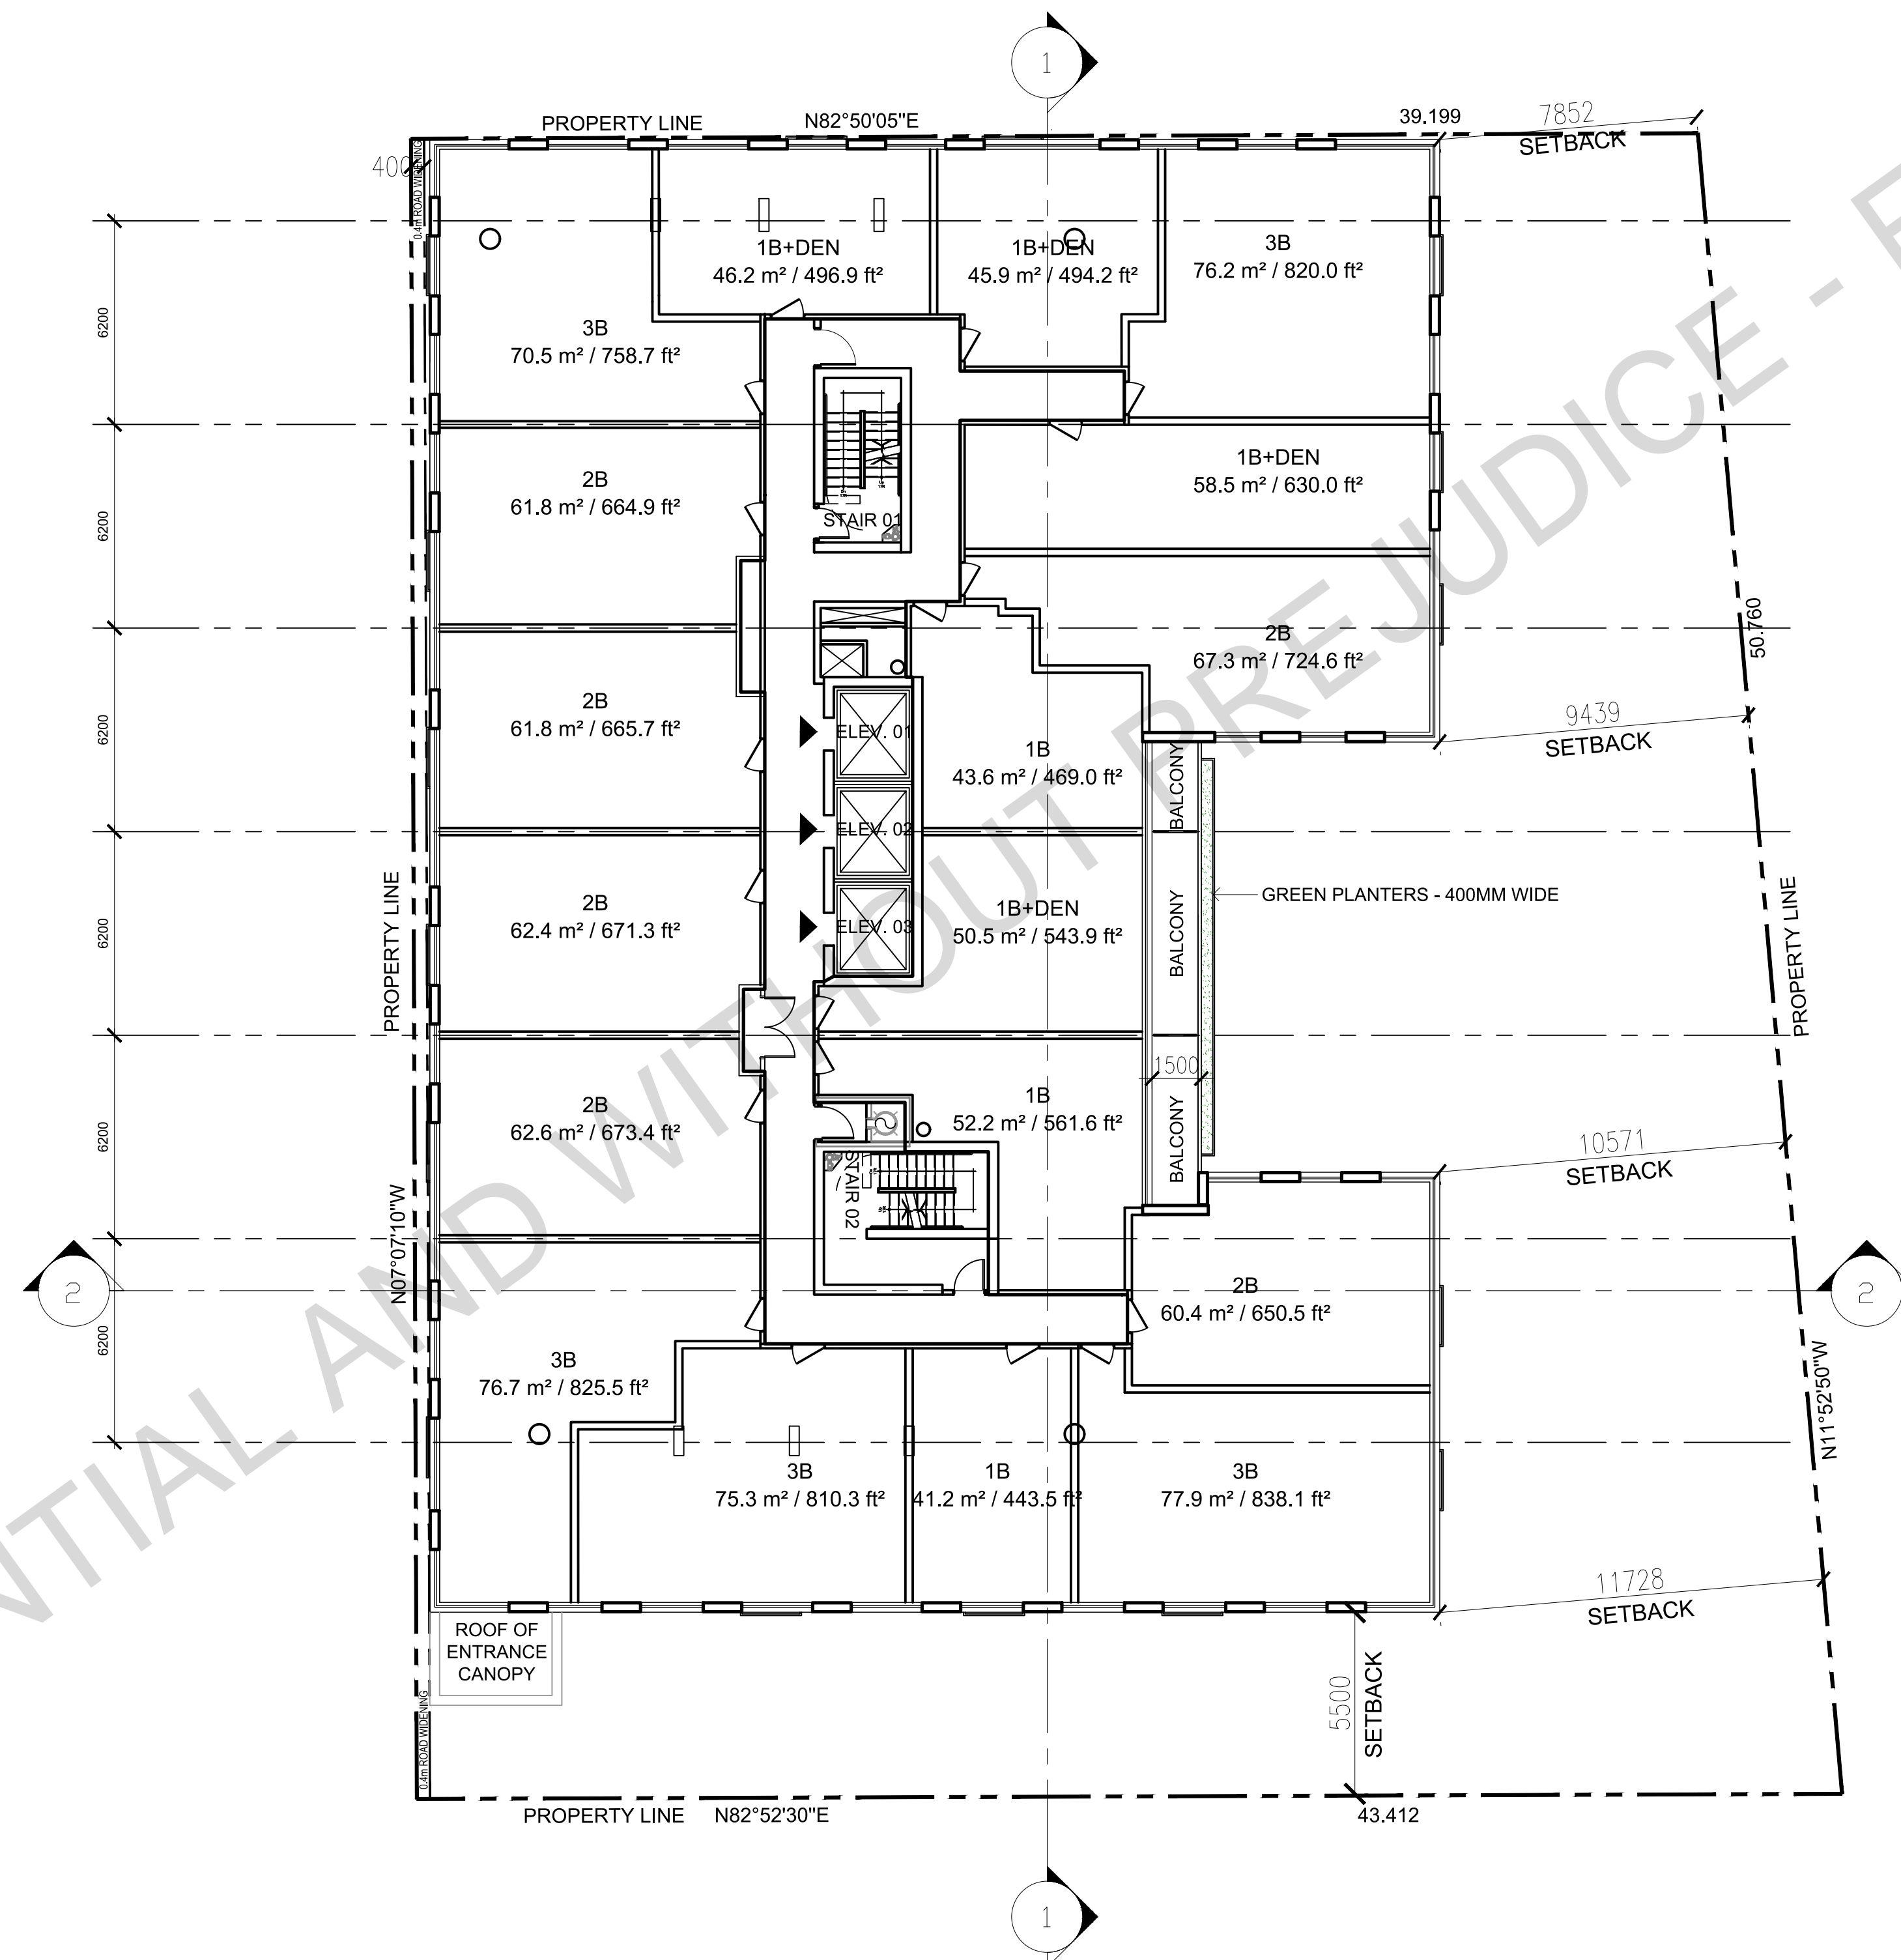 1
PROPERTY LINE
N82°50'05"E
39.199
7852
SETBACK
400
0.4m ROAD WIDENING
1B+DEN
46.2 m² / 496.9 ft²
1B+DEN
45.9 m² / 494.2 ft²
3B
76.2 m² / 820.0 ft²
6200
3B
70.5 m² / 758.7 ft²
2B
61.8 m² / 664.9 ft²
1B+DEN
58.5 m² / 630.0 ft²
6200
STAIR 01
2B
67.3 m² / 724.6 ft²
50.760
2B
61.8 m² / 665.7 ft²
6200
ELEV. 01
1B
43.6 m² / 469.0 ft²
BALCONY
9439
SETBACK
ELEV. 02
2B
62.4 m² / 671.3 ft²
6200
ELEV. 03
1B+DEN
50.5 m² / 543.9 ft²
BALCONY
GREEN PLANTERS - 400MM WIDE
PROPERTY LINE
PROPERTY LINE
2B
62.6 m² / 673.4 ft²
6200
1B
52.2 m² / 561.6 ft²
1500
BALCONY
10571
SETBACK
STAIR 02
N07°07'10"W
2
2B
60.4 m² / 650.5 ft²
2
6200
3B
76.7 m² / 825.5 ft²
N11°52'50"W
3B
75.3 m² / 810.3 ft²
1B
41.2 m² / 443.5 ft²
3B
77.9 m² / 838.1 ft²
11728
SETBACK
ROOF OF
ENTRANCE
CANOPY
0.4m ROAD WIDENING
5500
SETBACK
PROPERTY LINE
N82°52'30"E
43.412
1
NTIAL AND WITHOUT PREJUDICE -